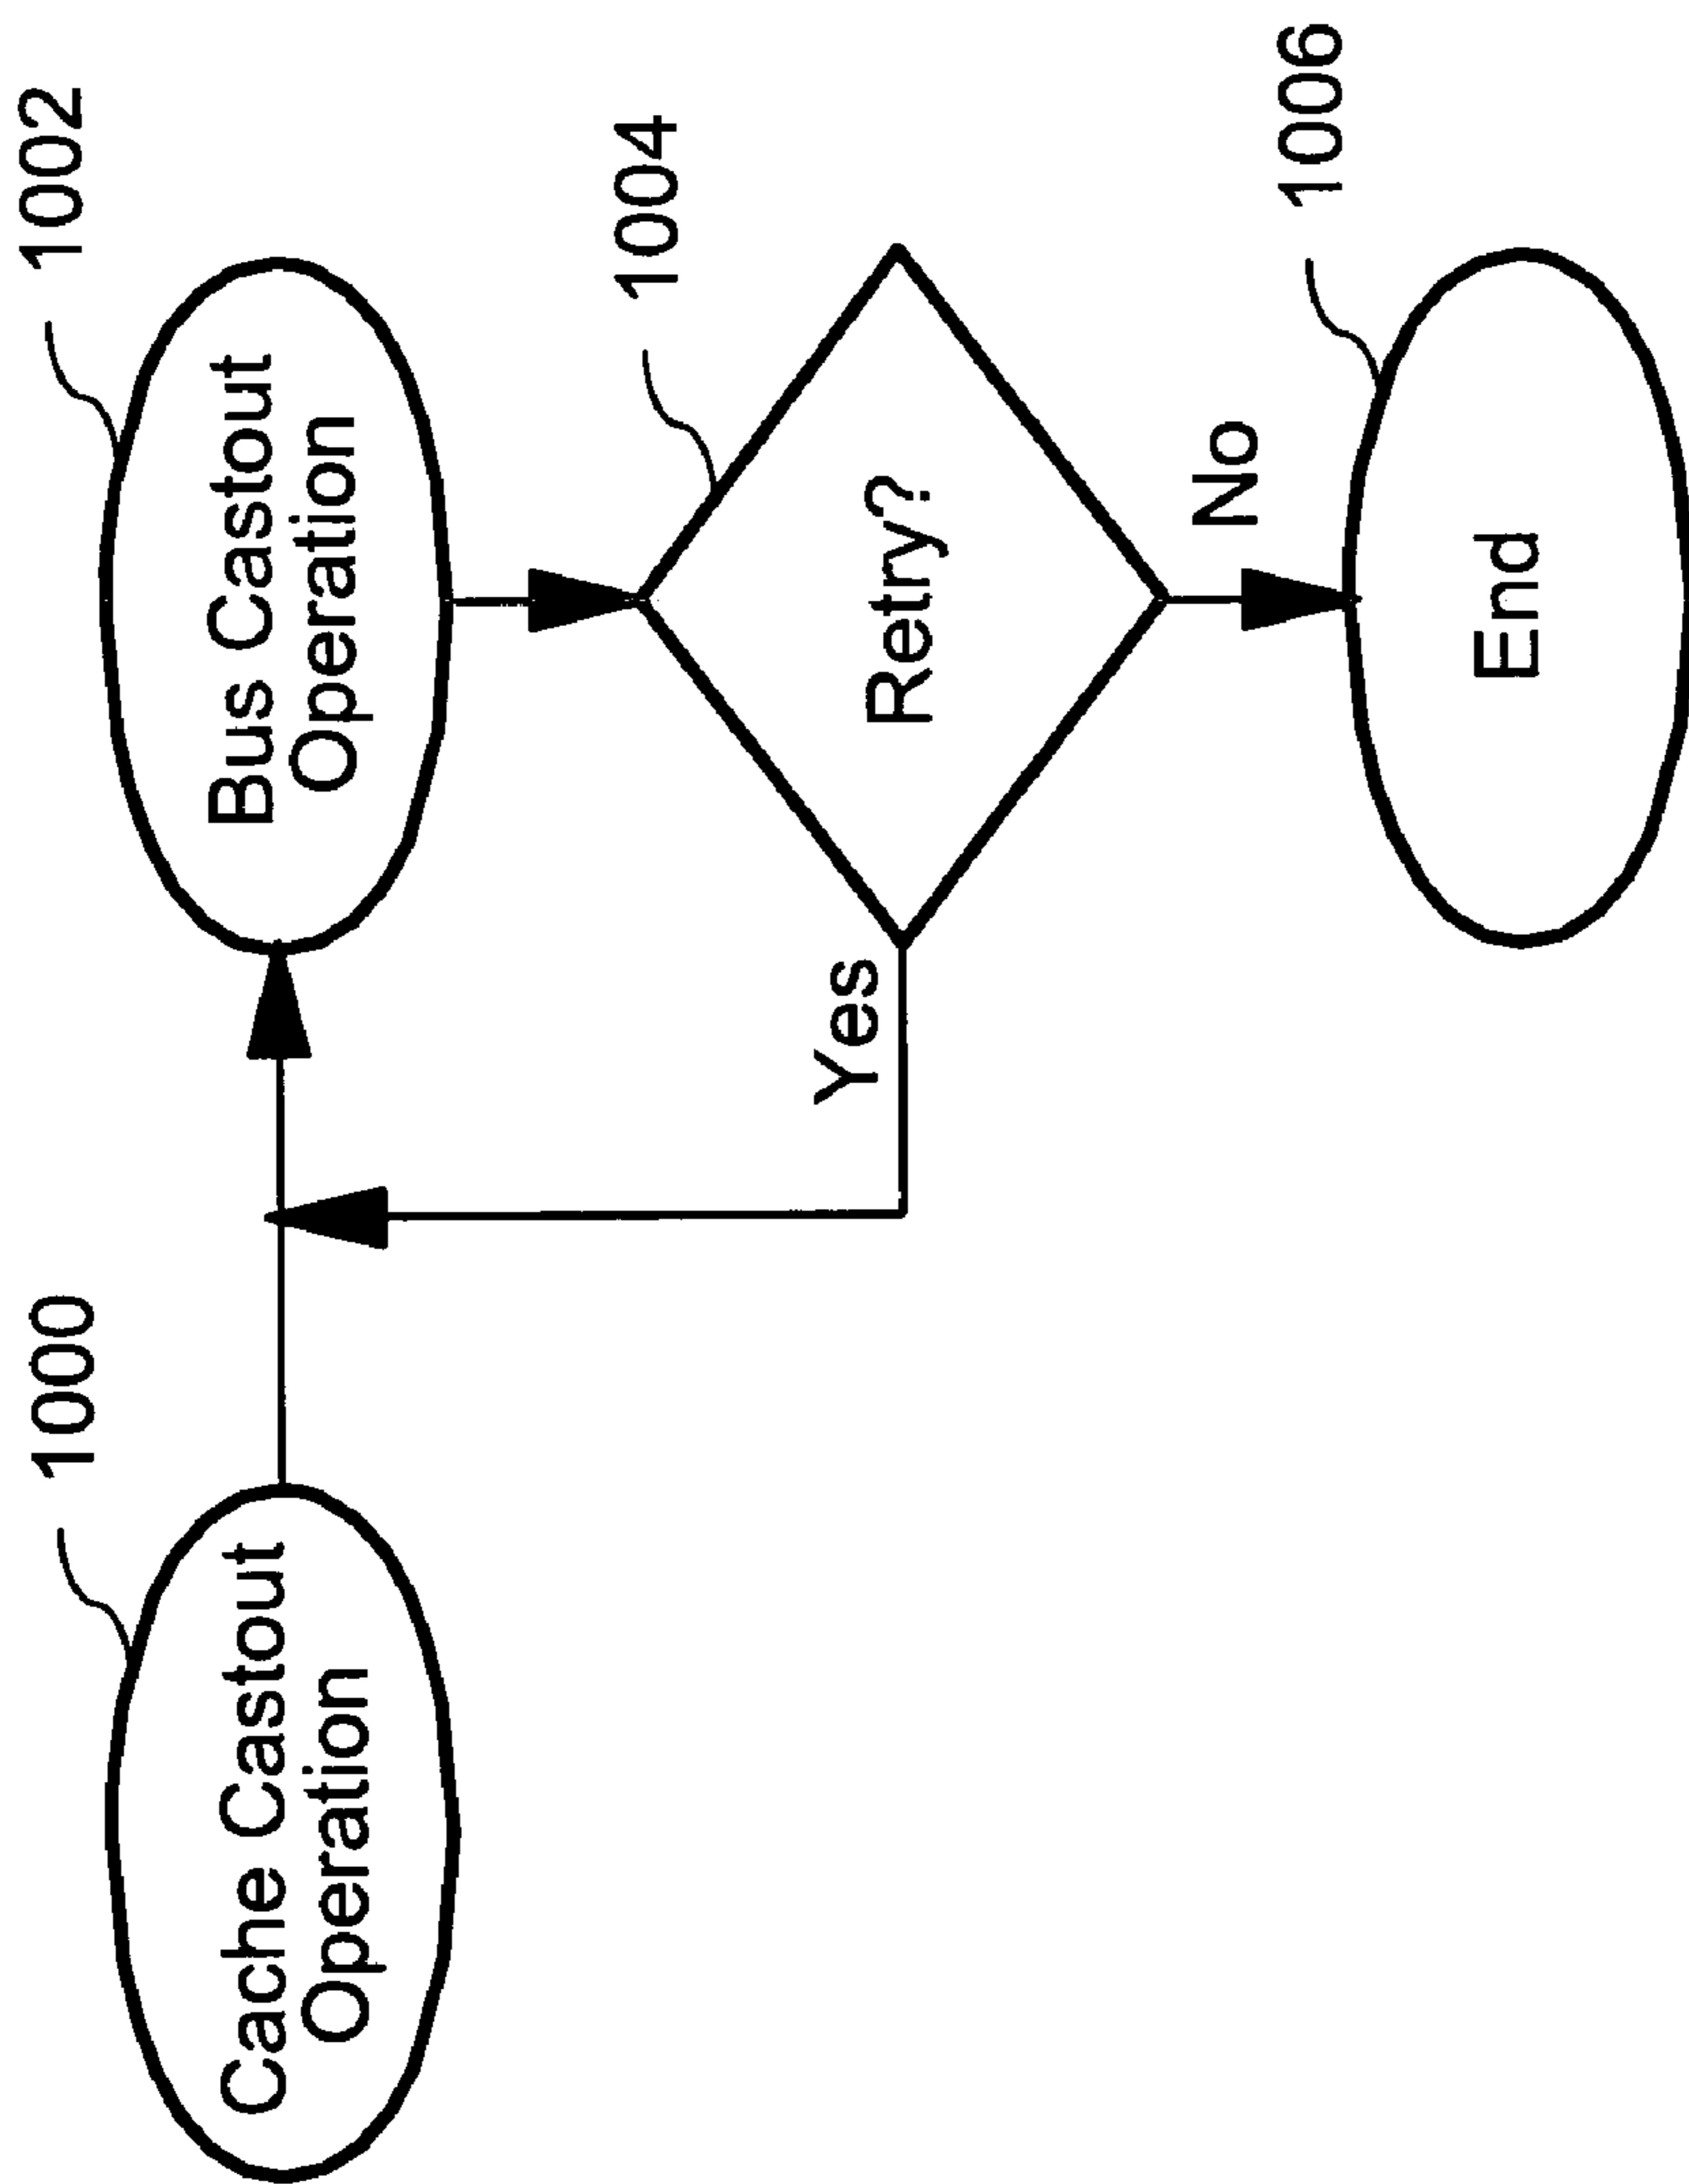 1000
Cache Castout
Operation
1002
Bus Castout
Operation
Yes
1004
Retry?
No
1006
End